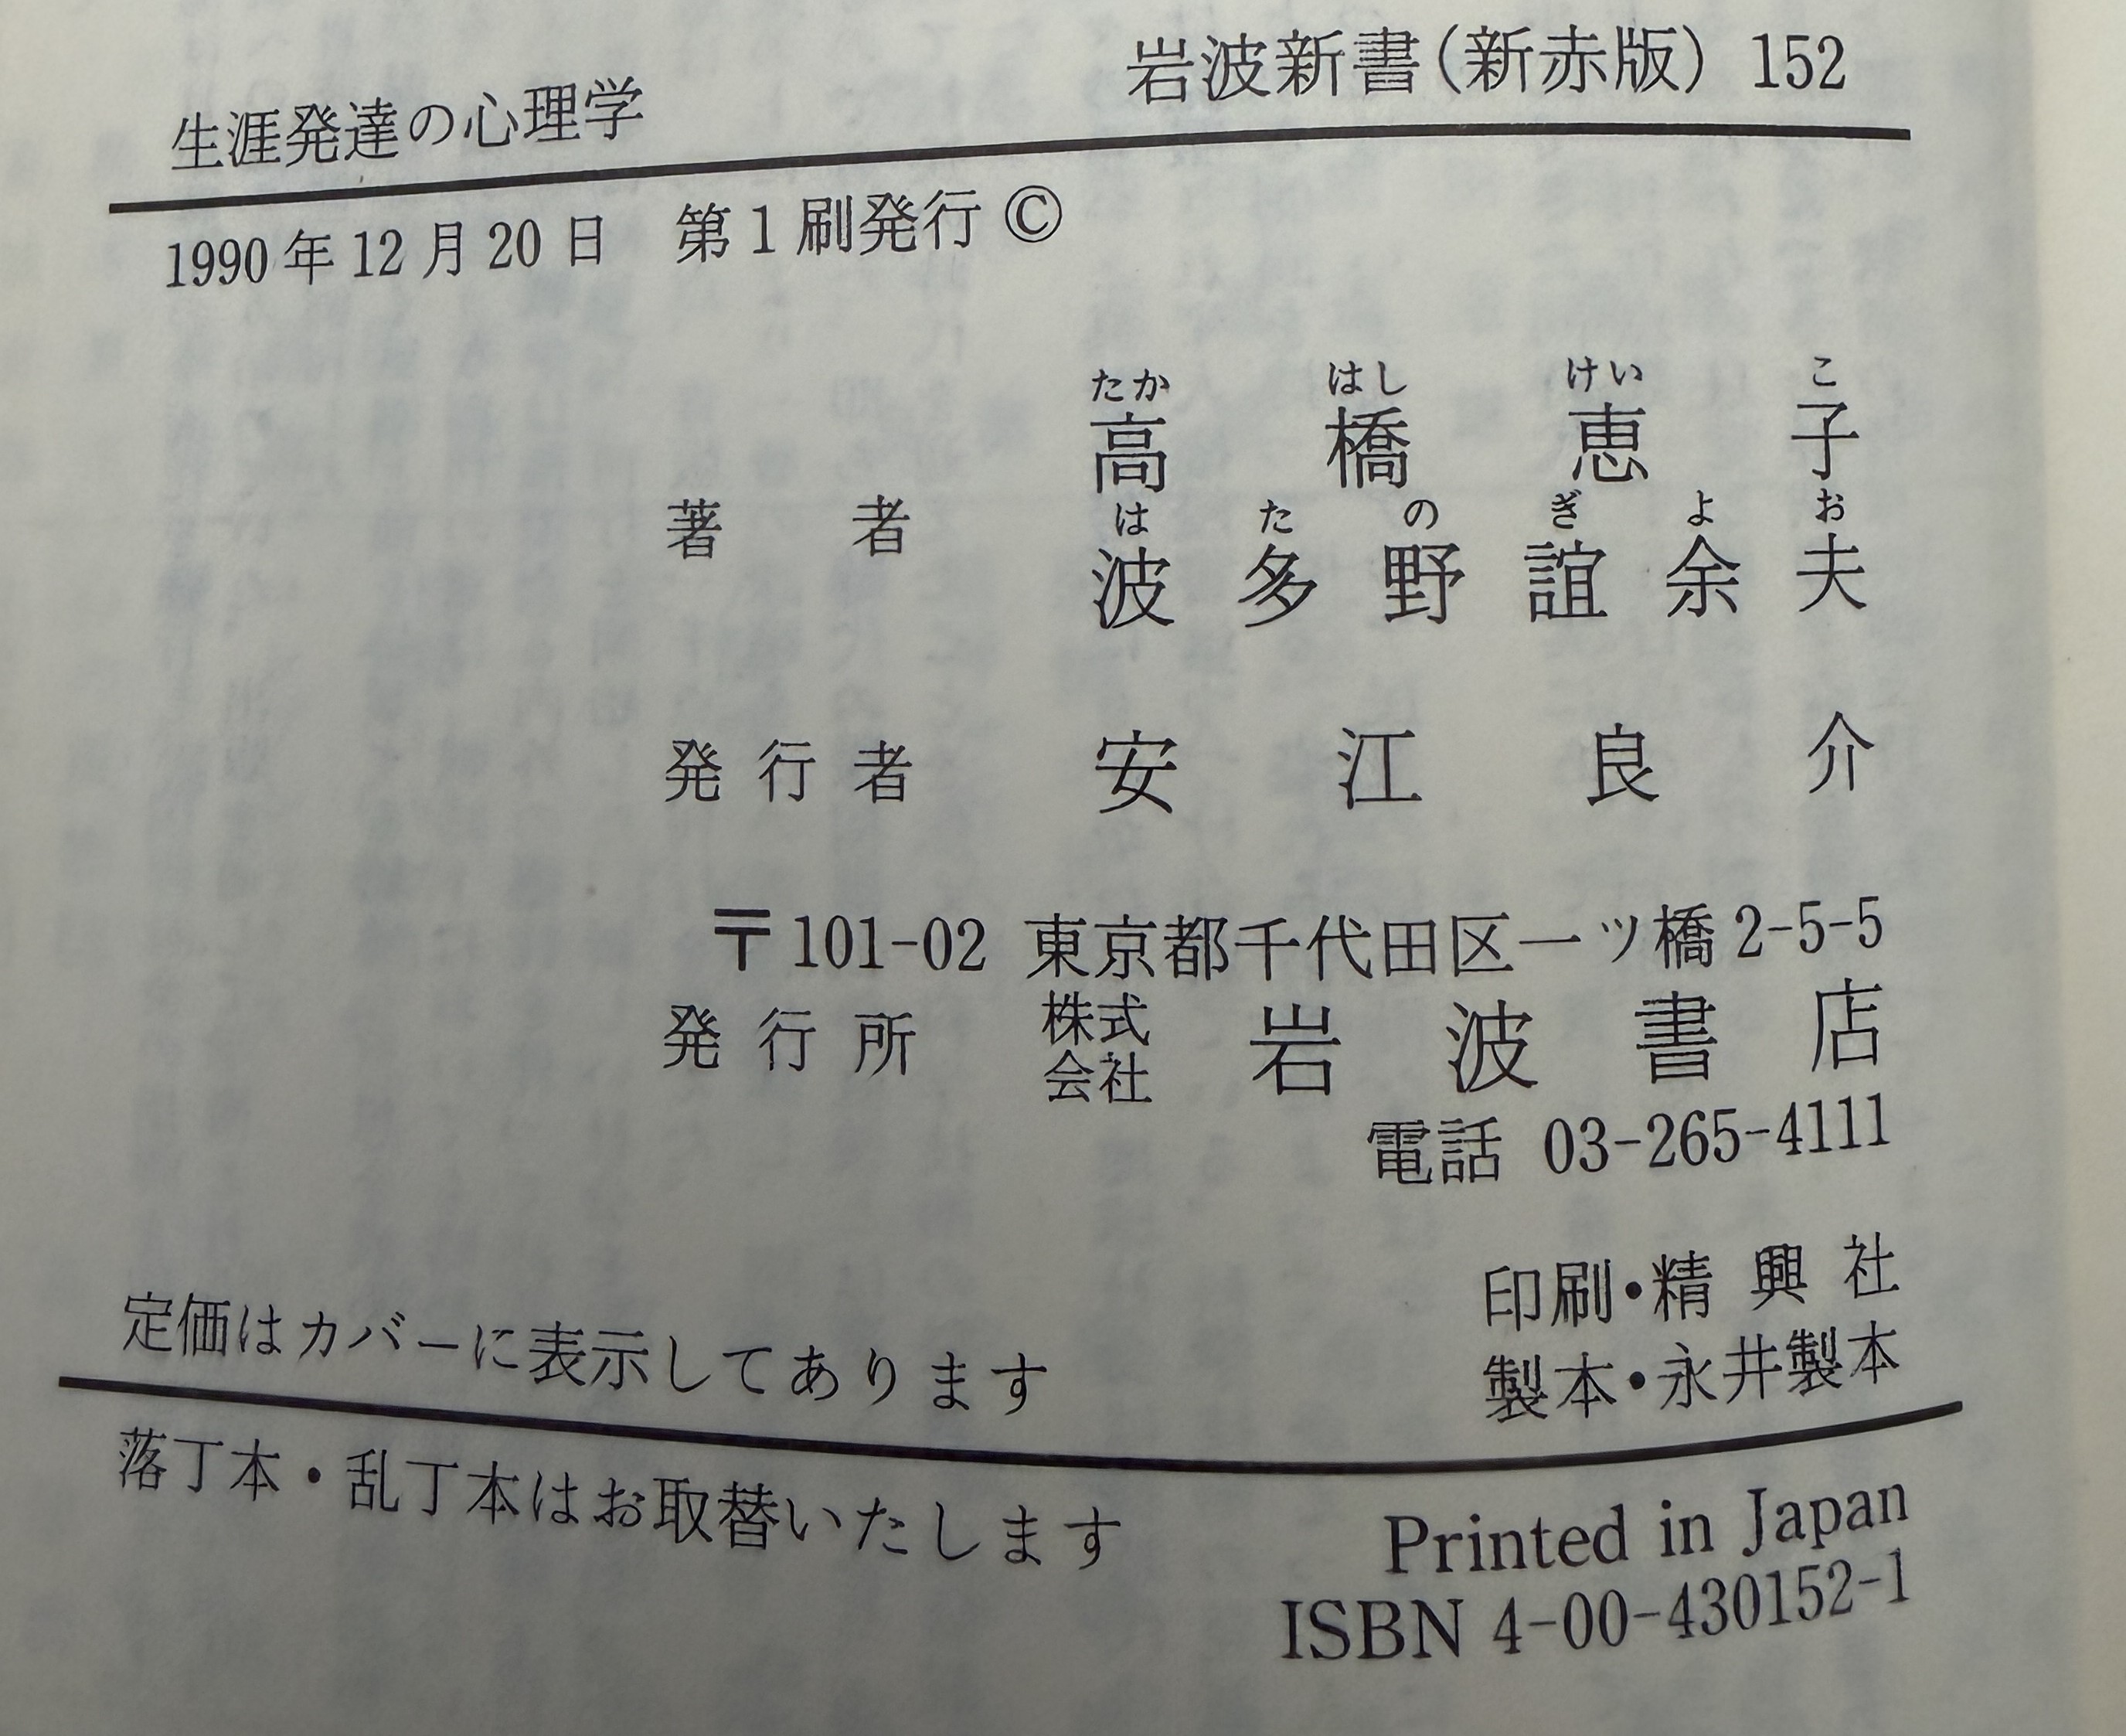 生涯発達の心理学
岩波新書(新赤版) 152
1990年12月20日 第1刷発行 ©
たか はし けい こ
著者 高橋恵子
は た の ぎ よ お
波多野誼余夫
発行者 安江良介
〒101-02 東京都千代田区一ツ橋2-5-5
発行所 株式会社 岩波書店
電話 03-265-4111
印刷・精興社
製本・永井製本
定価はカバーに表示してあります
落丁本・乱丁本はお取替いたします
Printed in Japan
ISBN 4-00-430152-1